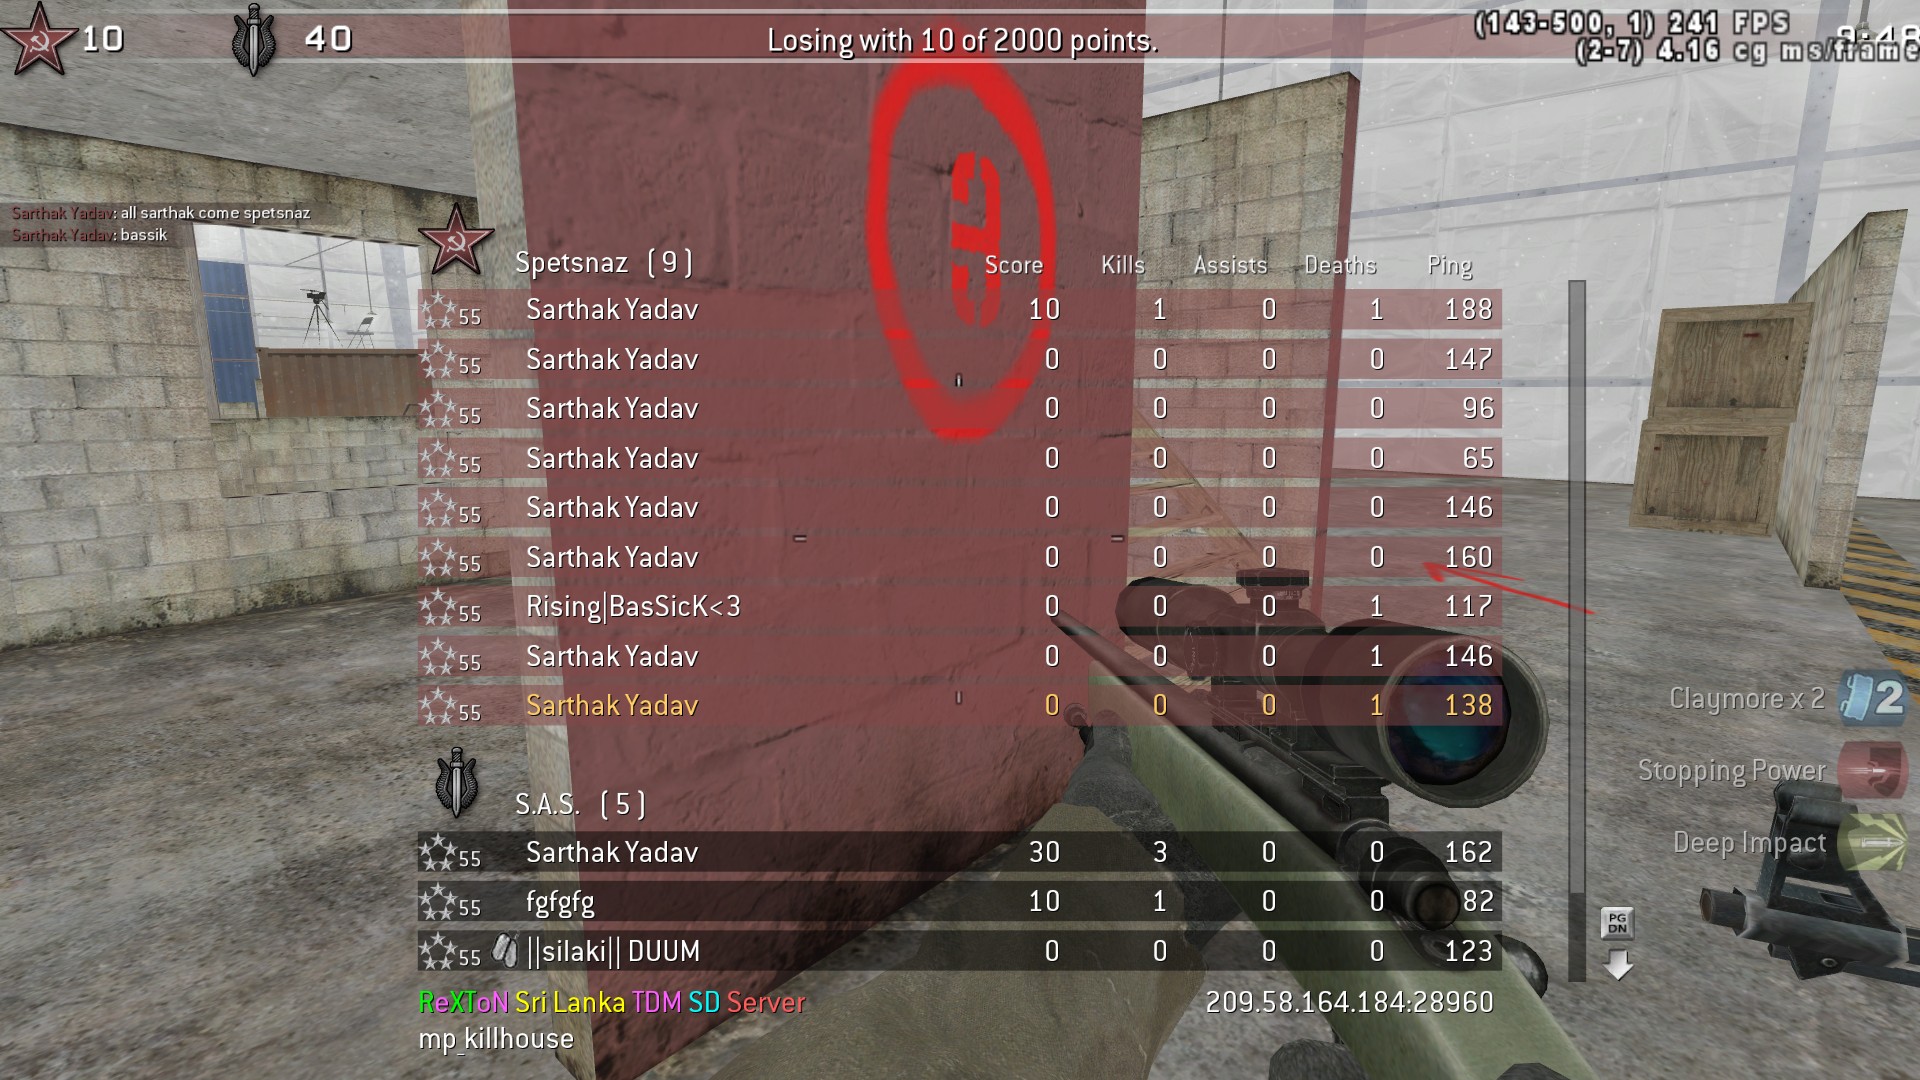 10
40
Losing with 10 of 2000 points.
(143-500, 1) 241 FPS
(2-7) 4.16 cg ms/frame
Sarthak Yadav: all sarthak come spetsnaz
Sarthak Yadav: bassik
Spetsnaz ( 9 ) Score Kills Assists Deaths Ping
55 Sarthak Yadav 10 1 0 1 188
55 Sarthak Yadav 0 0 0 0 147
55 Sarthak Yadav 0 0 0 0 96
55 Sarthak Yadav 0 0 0 0 65
55 Sarthak Yadav 0 0 0 0 146
55 Sarthak Yadav 0 0 0 0 160
55 Rising|BasSicK<3 0 0 0 1 117
55 Sarthak Yadav 0 0 0 1 146
55 Sarthak Yadav 0 0 0 1 138
S.A.S. ( 5 )
55 Sarthak Yadav 30 3 0 0 162
55 fgfgfg 10 1 0 0 82
55 ||silaki|| DUUM 0 0 0 0 123
ReXToN Sri Lanka TDM SD Server 209.58.164.184:28960
mp_killhouse
Claymore x 2 2
Stopping Power
Deep Impact
PG
DN